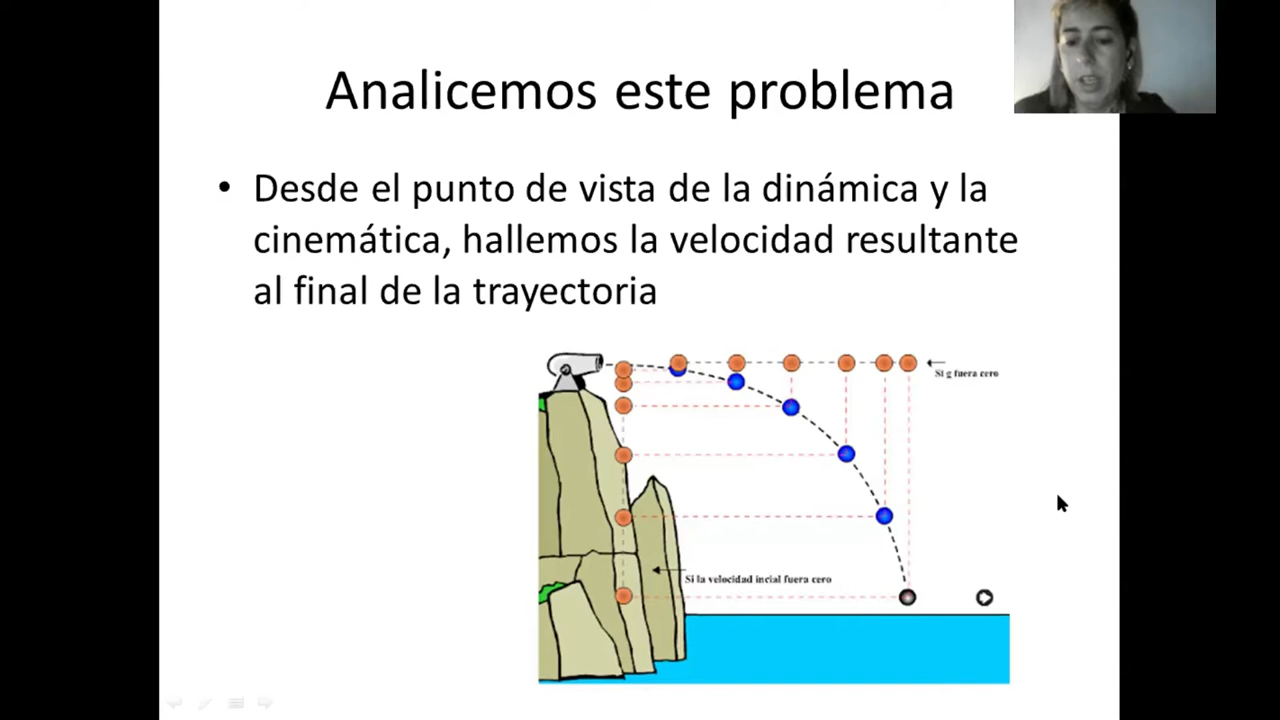 Analicemos este problema
• Desde el punto de vista de la dinámica y la
cinemática, hallemos la velocidad resultante
al final de la trayectoria
Si g fuera cero
Si la velocidad incial fuera cero